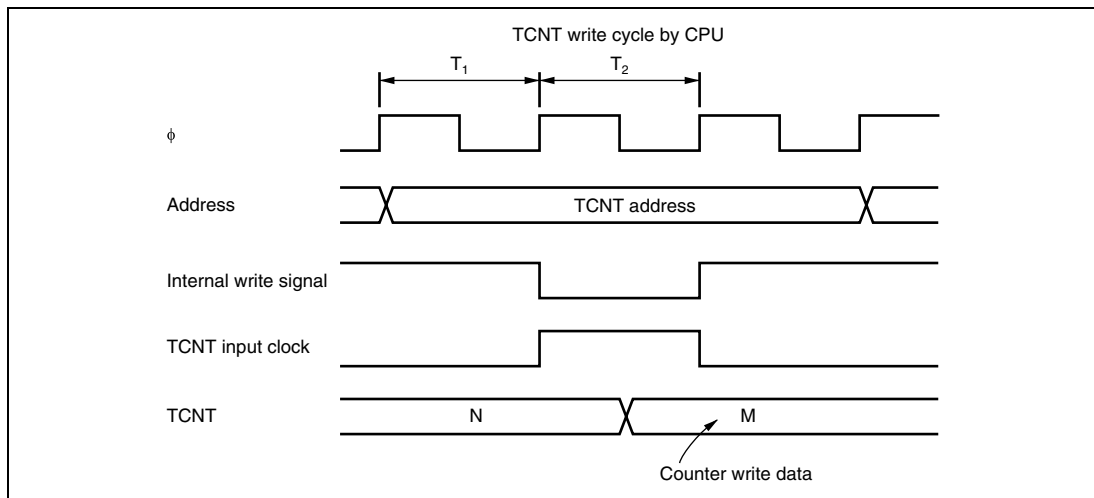 TCNT write cycle by CPU
T1 T2
ϕ
Address TCNT address
Internal write signal
TCNT input clock
TCNT N M
Counter write data